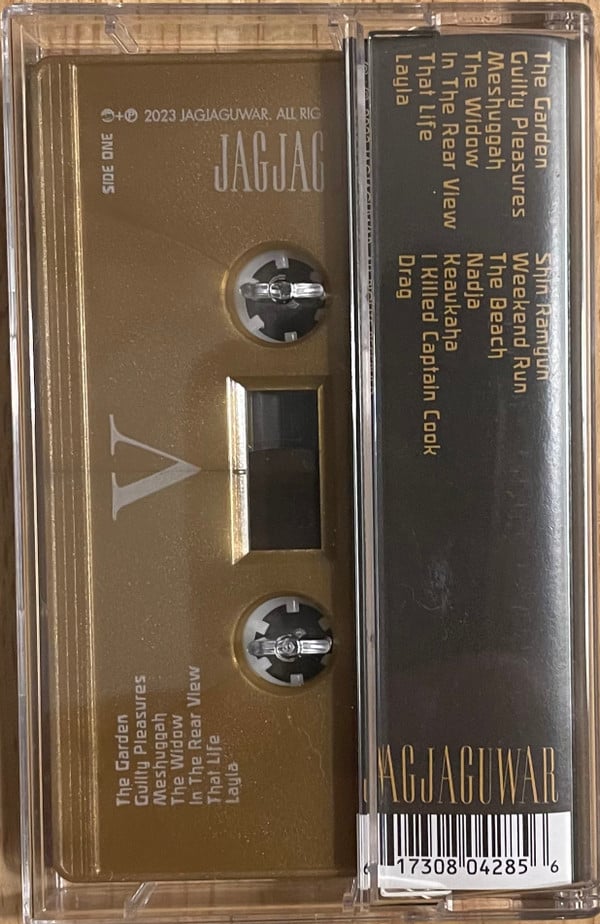 ℗+© 2023 JAGJAGUWAR. ALL RIG
JAGJAG
SIDE ONE
V
The Garden
Guilty Pleasures
Meshuggah
The Widow
In The Rear View
That Life
Layla
The Garden
Guilty Pleasures
Meshuggah
The Widow
In The Rear View
That Life
Layla
Shin Ramyun
Weekend Run
The Beach
Nadja
Keaukaha
I Killed Captain Cook
Drag
JAGJAGUWAR
6 17308 04285 6